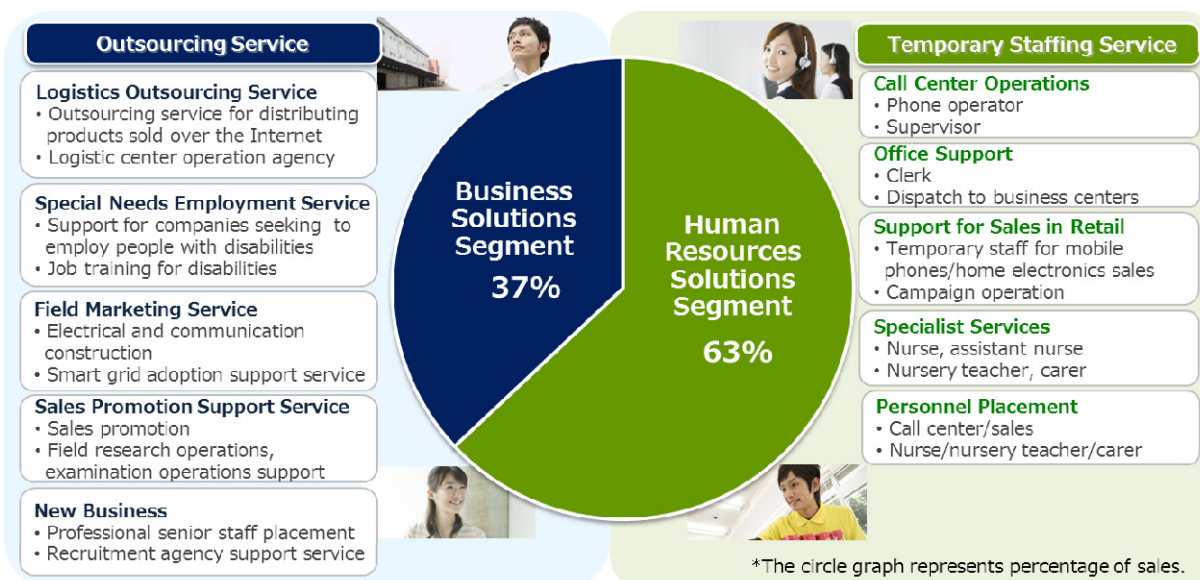 Outsourcing Service
Logistics Outsourcing Service
・Outsourcing service for distributing
products sold over the Internet
・Logistic center operation agency
Special Needs Employment Service
・Support for companies seeking to
employ people with disabilities
・Job training for disabilities
Field Marketing Service
・Electrical and communication
construction
・Smart grid adoption support service
Sales Promotion Support Service
・Sales promotion
・Field research operations,
examination operations support
New Business
・Professional senior staff placement
・Recruitment agency support service
Business
Solutions
Segment
37%
Human
Resources
Solutions
Segment
63%
Temporary Staffing Service
Call Center Operations
・Phone operator
・Supervisor
Office Support
・Clerk
・Dispatch to business centers
Support for Sales in Retail
・Temporary staff for mobile
phones/home electronics sales
・Campaign operation
Specialist Services
・Nurse, assistant nurse
・Nursery teacher, carer
Personnel Placement
・Call center/sales
・Nurse/nursery teacher/carer
*The circle graph represents percentage of sales.